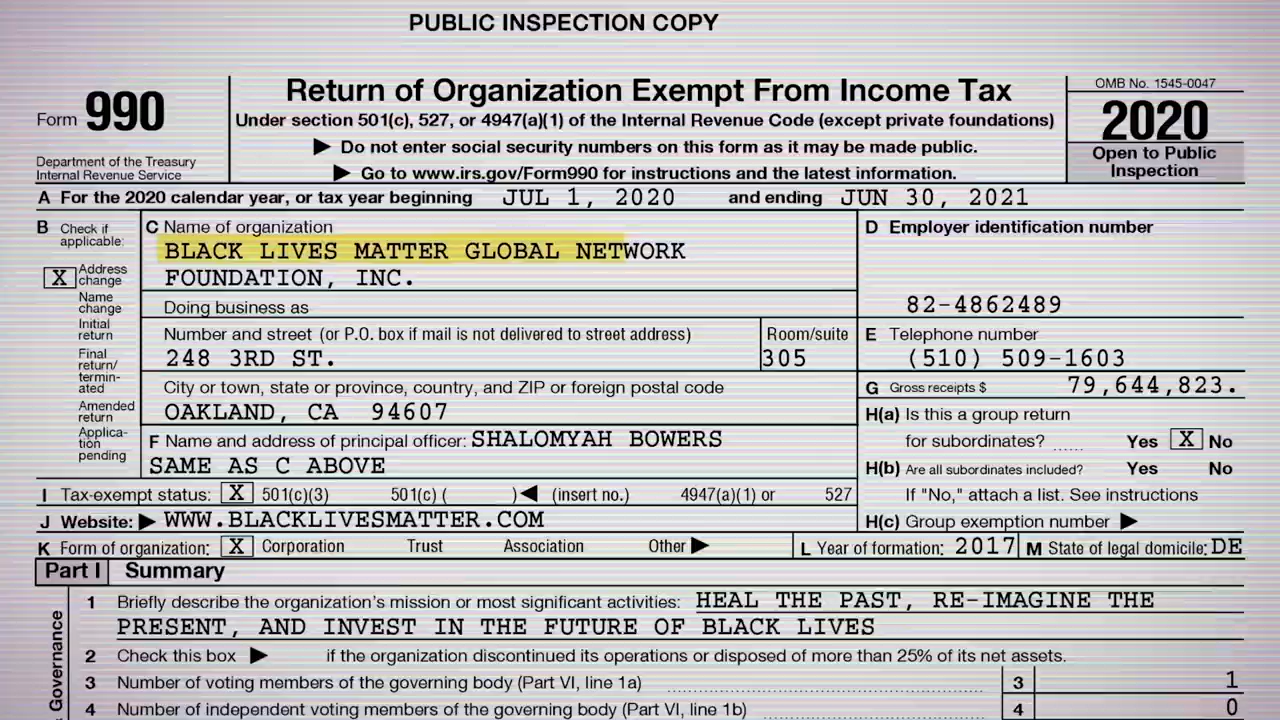 PUBLIC INSPECTION COPY
Form 990
Department of the Treasury
Internal Revenue Service
Return of Organization Exempt From Income Tax
Under section 501(c), 527, or 4947(a)(1) of the Internal Revenue Code (except private foundations)
▶ Do not enter social security numbers on this form as it may be made public.
▶ Go to www.irs.gov/Form990 for instructions and the latest information.
OMB No. 1545-0047
2020
Open to Public
Inspection
A For the 2020 calendar year, or tax year beginning JUL 1, 2020 and ending JUN 30, 2021
B Check if
applicable:
X Address
change
Name
change
Initial
return
Final
return/
termin-
ated
Amended
return
Applica-
tion
pending
C Name of organization
BLACK LIVES MATTER GLOBAL NETWORK
FOUNDATION, INC.
Doing business as
Number and street (or P.O. box if mail is not delivered to street address) Room/suite
248 3RD ST. 305
City or town, state or province, country, and ZIP or foreign postal code
OAKLAND, CA 94607
F Name and address of principal officer: SHALOMYAH BOWERS
SAME AS C ABOVE
D Employer identification number
82-4862489
E Telephone number
(510) 509-1603
G Gross receipts $ 79,644,823.
H(a) Is this a group return
for subordinates? ...... Yes X No
H(b) Are all subordinates included? Yes No
If "No," attach a list. See instructions
H(c) Group exemption number ▶
I Tax-exempt status: X 501(c)(3) 501(c) ( )◀ (insert no.) 4947(a)(1) or 527
J Website: ▶ WWW.BLACKLIVESMATTER.COM
K Form of organization: X Corporation Trust Association Other ▶
L Year of formation: 2017 M State of legal domicile: DE
Part I Summary
1 Briefly describe the organization's mission or most significant activities: HEAL THE PAST, RE-IMAGINE THE
PRESENT, AND INVEST IN THE FUTURE OF BLACK LIVES
2 Check this box ▶ if the organization discontinued its operations or disposed of more than 25% of its net assets.
3 Number of voting members of the governing body (Part VI, line 1a) 3 1
4 Number of independent voting members of the governing body (Part VI, line 1b) 4 0
Governance